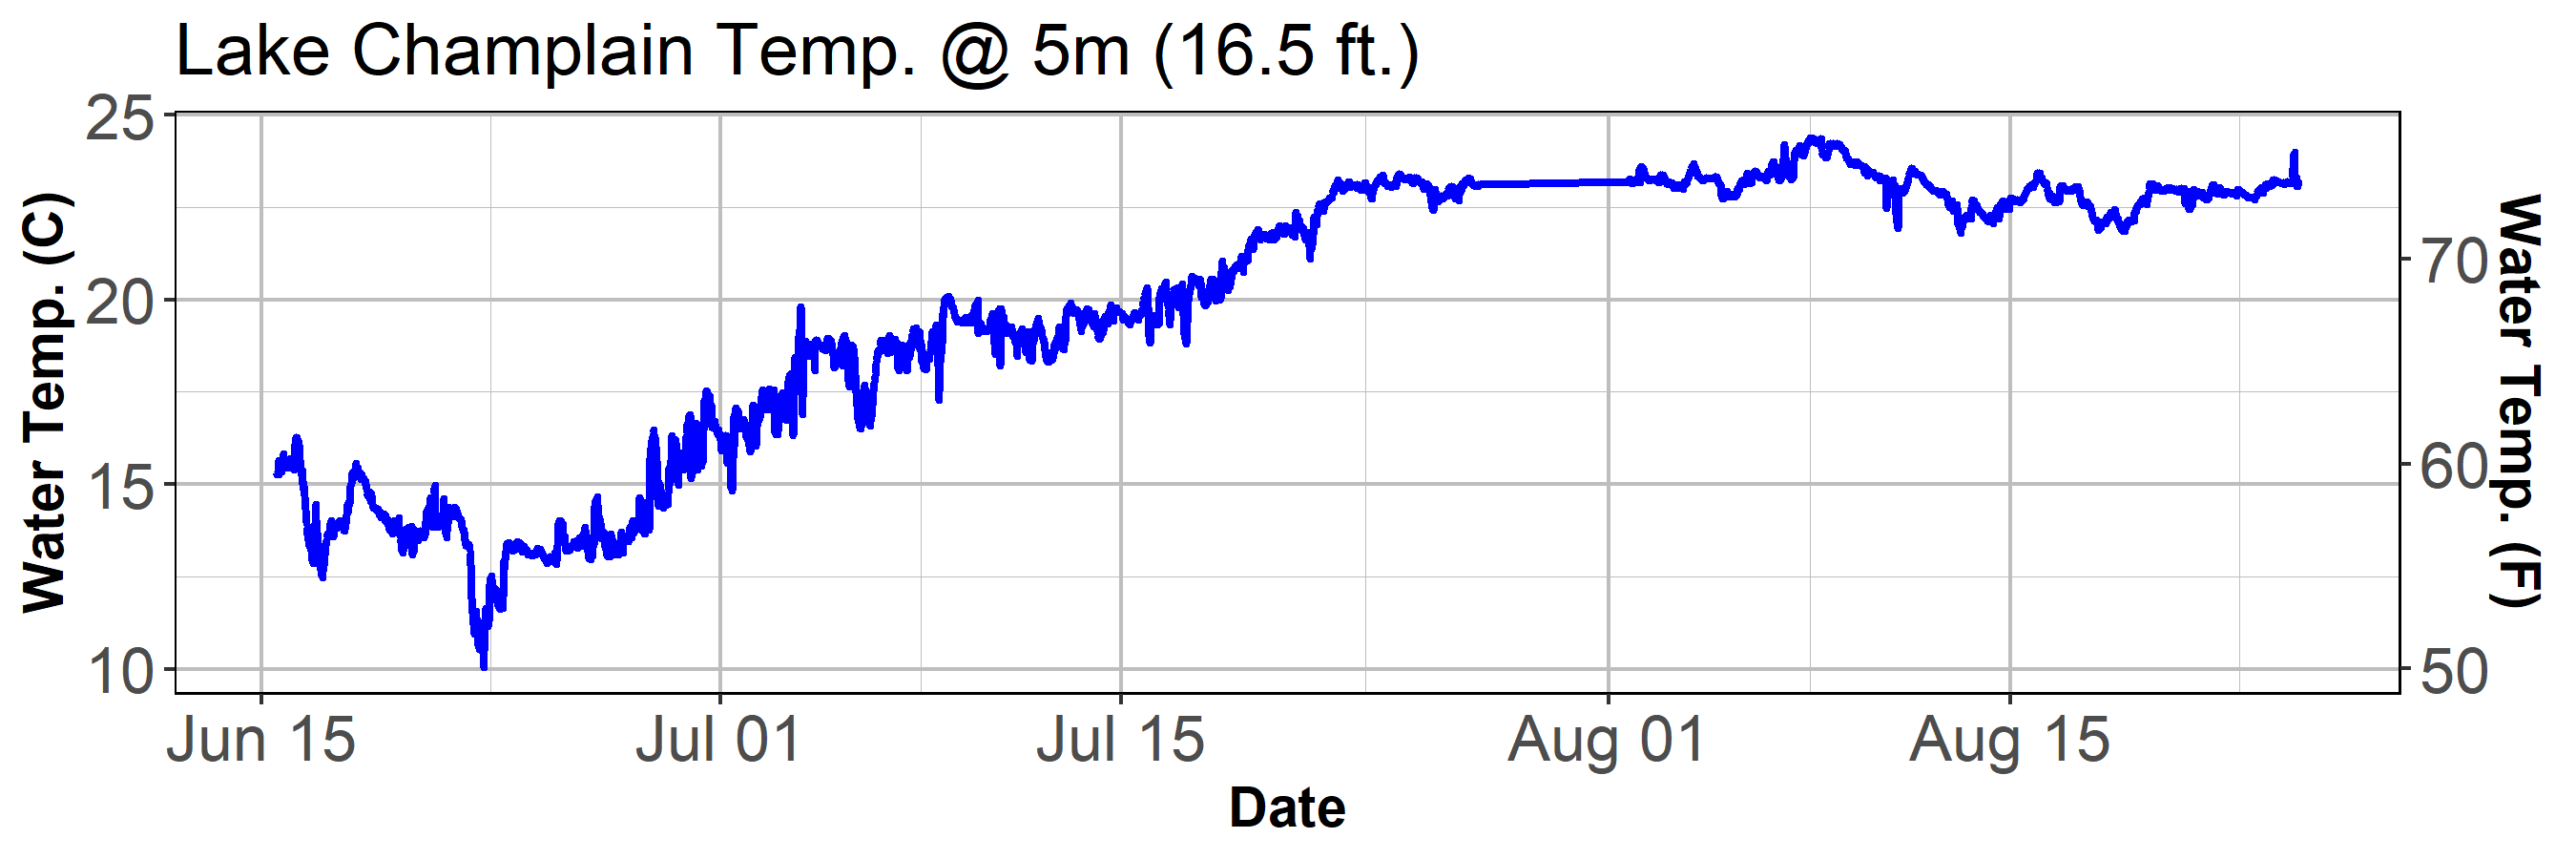 Lake Champlain Temp. @ 5m (16.5 ft.)
25
20
15
10
Water Temp. (C)
70
60
50
Water Temp. (F)
Jun 15
Jul 01
Jul 15
Aug 01
Aug 15
Date